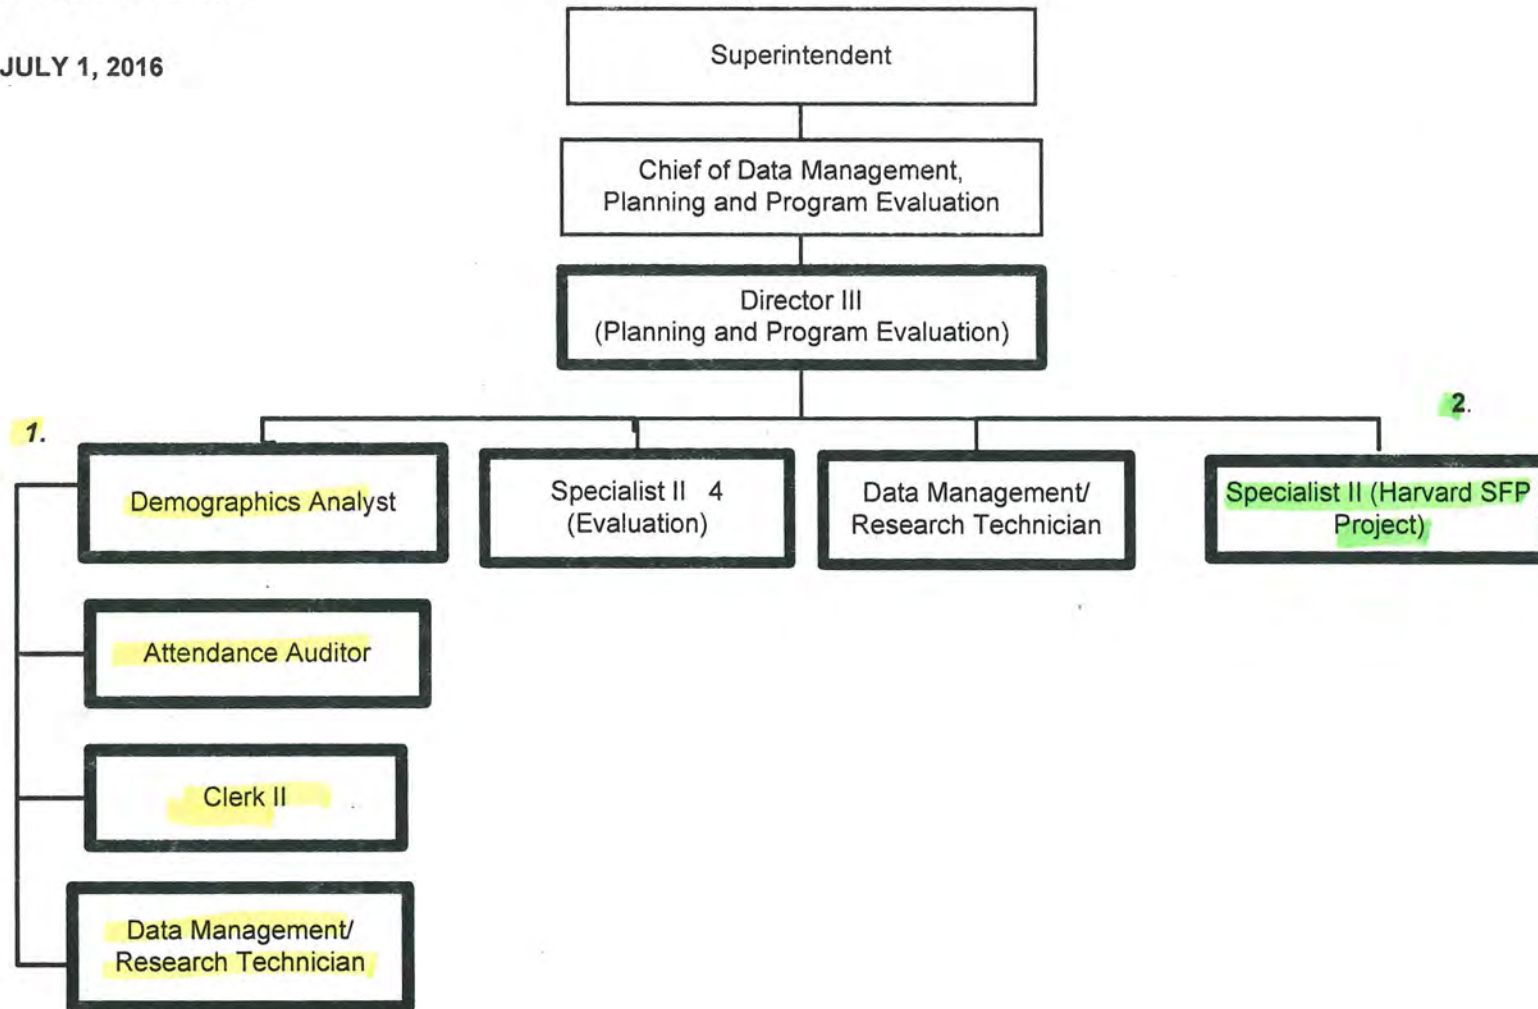 JULY 1, 2016
Superintendent
Chief of Data Management,
Planning and Program Evaluation
Director III
(Planning and Program Evaluation)
1.
2.
Demographics Analyst
Specialist II 4
(Evaluation)
Data Management/
Research Technician
Specialist II (Harvard SFP
Project)
Attendance Auditor
Clerk II
Data Management/
Research Technician